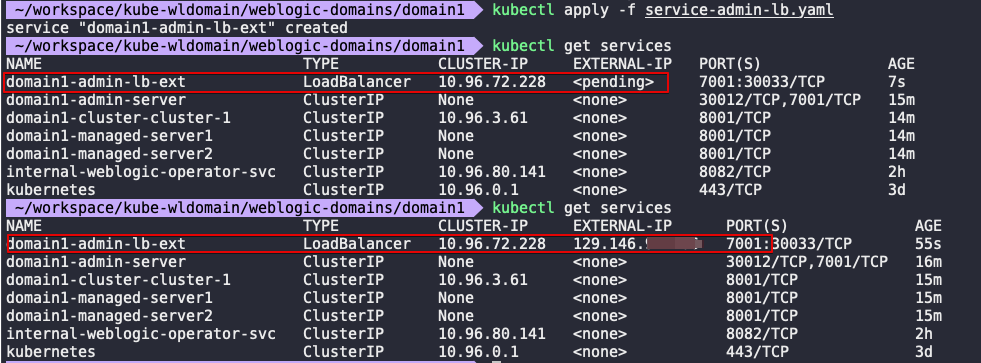 ~/workspace/kube-wldomain/weblogic-domains/domain1 kubectl apply -f service-admin-lb.yaml
service "domain1-admin-lb-ext" created
~/workspace/kube-wldomain/weblogic-domains/domain1 kubectl get services
NAME TYPE CLUSTER-IP EXTERNAL-IP PORT(S) AGE
domain1-admin-lb-ext LoadBalancer 10.96.72.228 <pending> 7001:30033/TCP 7s
domain1-admin-server ClusterIP None <none> 30012/TCP,7001/TCP 15m
domain1-cluster-cluster-1 ClusterIP 10.96.3.61 <none> 8001/TCP 14m
domain1-managed-server1 ClusterIP None <none> 8001/TCP 14m
domain1-managed-server2 ClusterIP None <none> 8001/TCP 14m
internal-weblogic-operator-svc ClusterIP 10.96.80.141 <none> 8082/TCP 2h
kubernetes ClusterIP 10.96.0.1 <none> 443/TCP 3d
~/workspace/kube-wldomain/weblogic-domains/domain1 kubectl get services
NAME TYPE CLUSTER-IP EXTERNAL-IP PORT(S) AGE
domain1-admin-lb-ext LoadBalancer 10.96.72.228 129.146. 7001:30033/TCP 55s
domain1-admin-server ClusterIP None <none> 30012/TCP,7001/TCP 16m
domain1-cluster-cluster-1 ClusterIP 10.96.3.61 <none> 8001/TCP 15m
domain1-managed-server1 ClusterIP None <none> 8001/TCP 15m
domain1-managed-server2 ClusterIP None <none> 8001/TCP 15m
internal-weblogic-operator-svc ClusterIP 10.96.80.141 <none> 8082/TCP 2h
kubernetes ClusterIP 10.96.0.1 <none> 443/TCP 3d